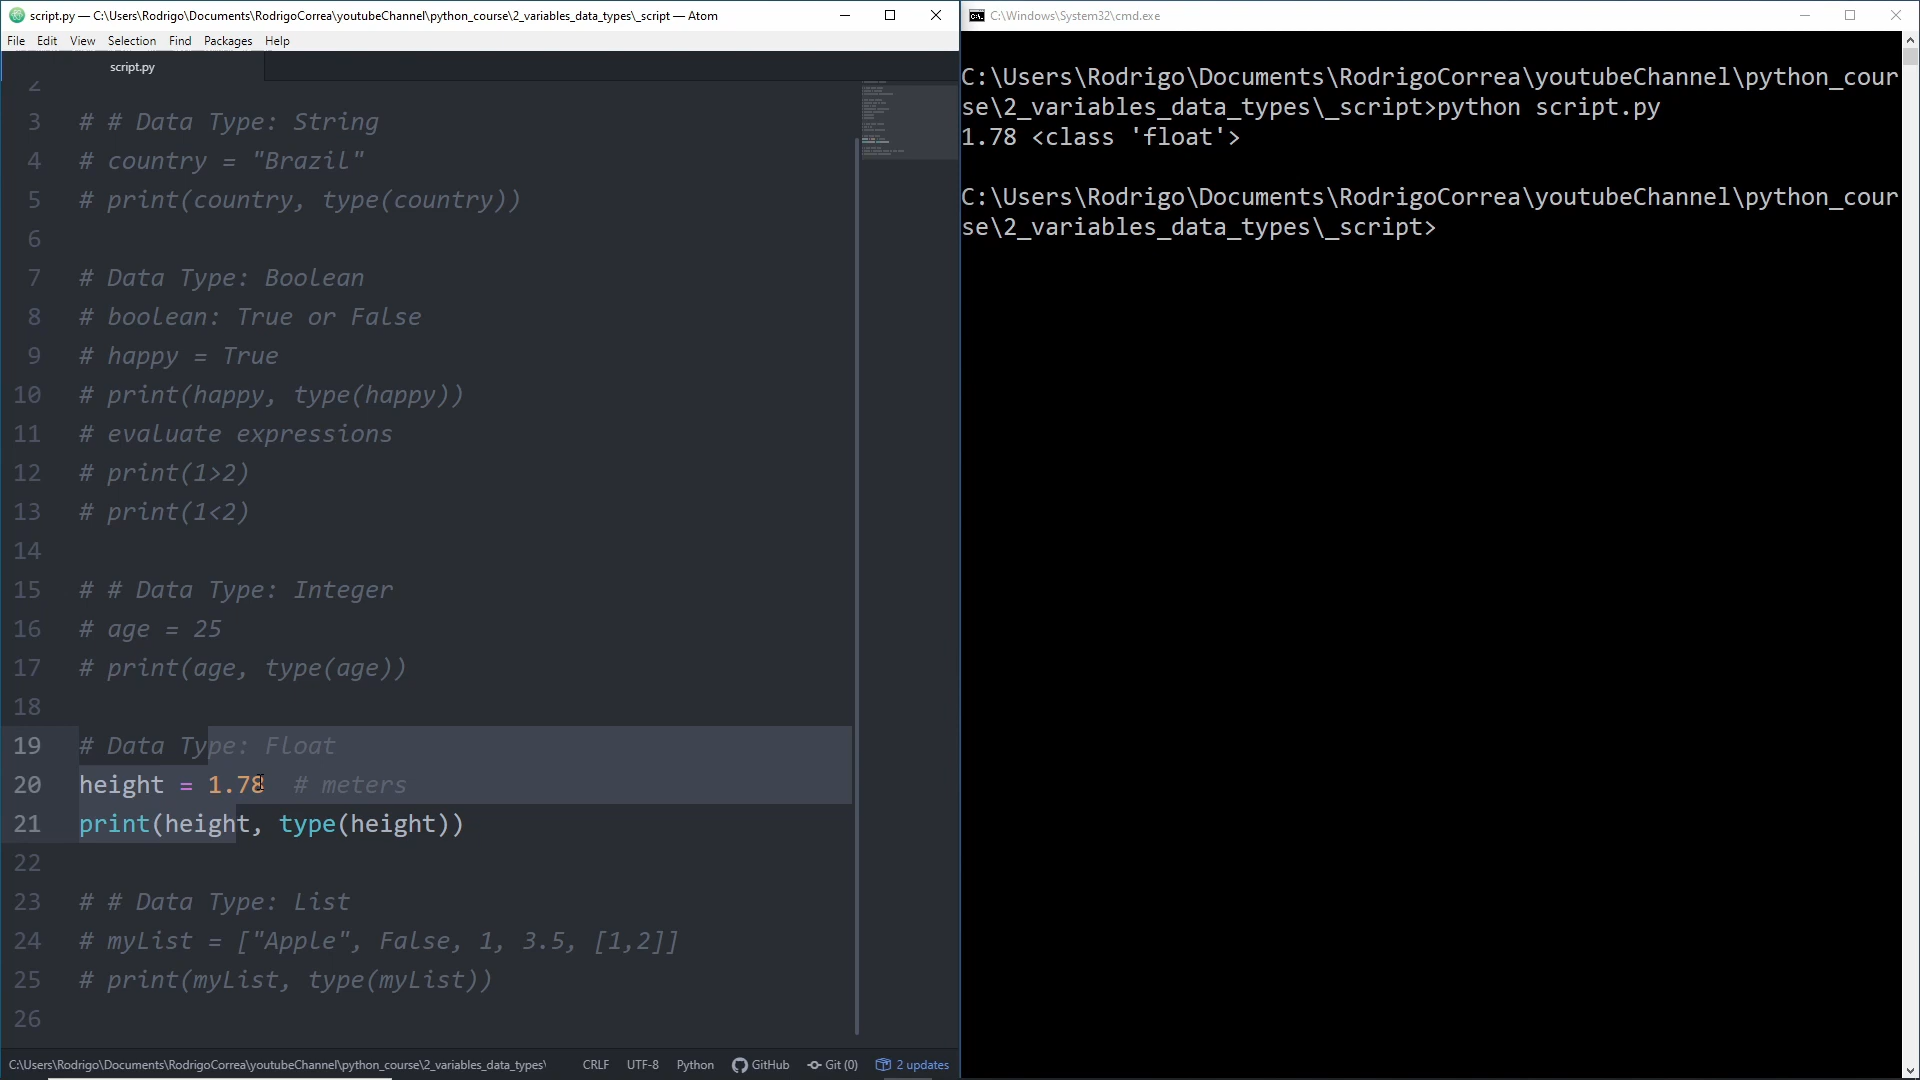 script.py — C:\Users\Rodrigo\Documents\RodrigoCorrea\youtubeChannel\python_course\2_variables_data_types\_script — Atom
File Edit View Selection Find Packages Help
script.py
2
3 # # Data Type: String
4 # country = "Brazil"
5 # print(country, type(country))
6
7 # Data Type: Boolean
8 # boolean: True or False
9 # happy = True
10 # print(happy, type(happy))
11 # evaluate expressions
12 # print(1>2)
13 # print(1<2)
14
15 # # Data Type: Integer
16 # age = 25
17 # print(age, type(age))
18
19 # Data Type: Float
20 height = 1.78 # meters
21 print(height, type(height))
22
23 # # Data Type: List
24 # myList = ["Apple", False, 1, 3.5, [1,2]]
25 # print(myList, type(myList))
26
C:\Users\Rodrigo\Documents\RodrigoCorrea\youtubeChannel\python_course\2_variables_data_types\ CRLF UTF-8 Python GitHub Git (0) 2 updates
C:\Windows\System32\cmd.exe
C:\Users\Rodrigo\Documents\RodrigoCorrea\youtubeChannel\python_cour
se\2_variables_data_types\_script>python script.py
1.78 <class 'float'>
C:\Users\Rodrigo\Documents\RodrigoCorrea\youtubeChannel\python_cour
se\2_variables_data_types\_script>